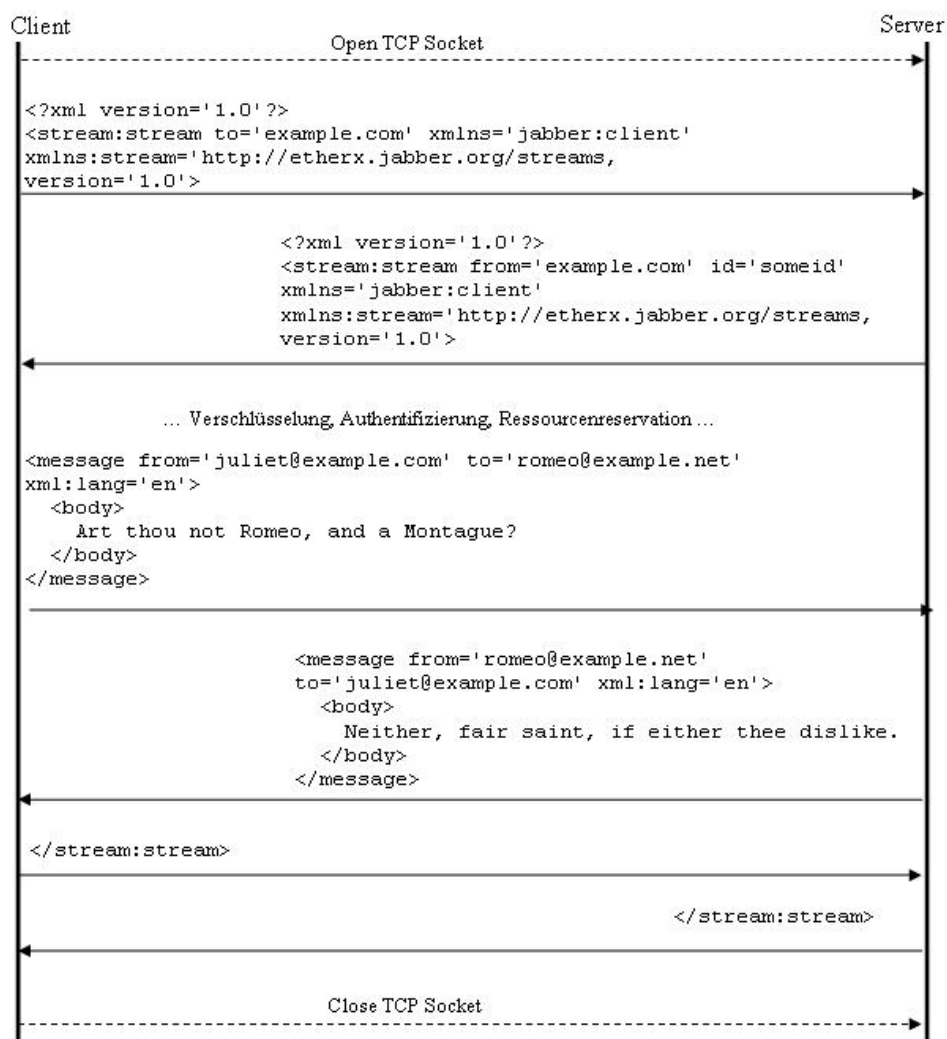 Client
Server
Open TCP Socket
<?xml version='1.0'?>
<stream:stream to='example.com' xmlns='jabber:client'
xmlns:stream='http://etherx.jabber.org/streams,
version='1.0'>
<?xml version='1.0'?>
<stream:stream from='example.com' id='someid'
xmlns='jabber:client'
xmlns:stream='http://etherx.jabber.org/streams,
version='1.0'>
... Verschlüsselung, Authentifizierung, Ressourcenreservation ...
<message from='juliet@example.com' to='romeo@example.net'
xml:lang='en'>
<body>
Art thou not Romeo, and a Montague?
</body>
</message>
<message from='romeo@example.net'
to='juliet@example.com' xml:lang='en'>
<body>
Neither, fair saint, if either thee dislike.
</body>
</message>
</stream:stream>
</stream:stream>
Close TCP Socket